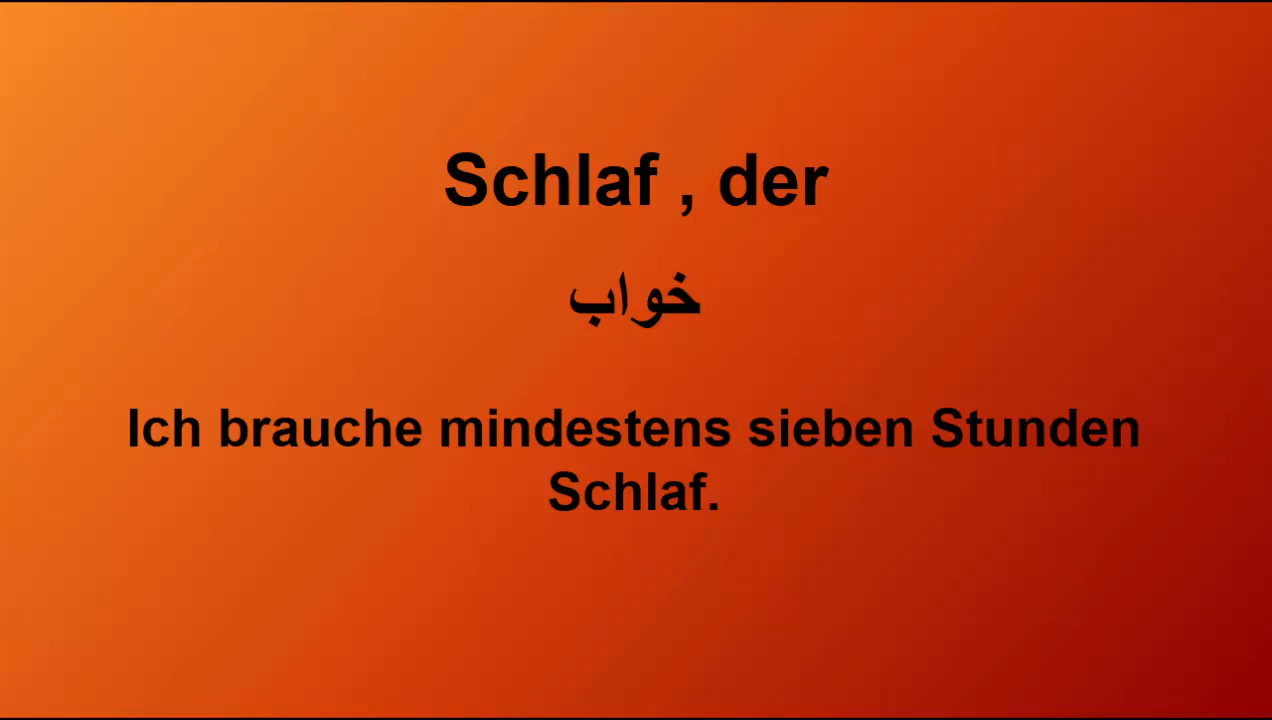 Schlaf , der
خواب
Ich brauche mindestens sieben Stunden
Schlaf.